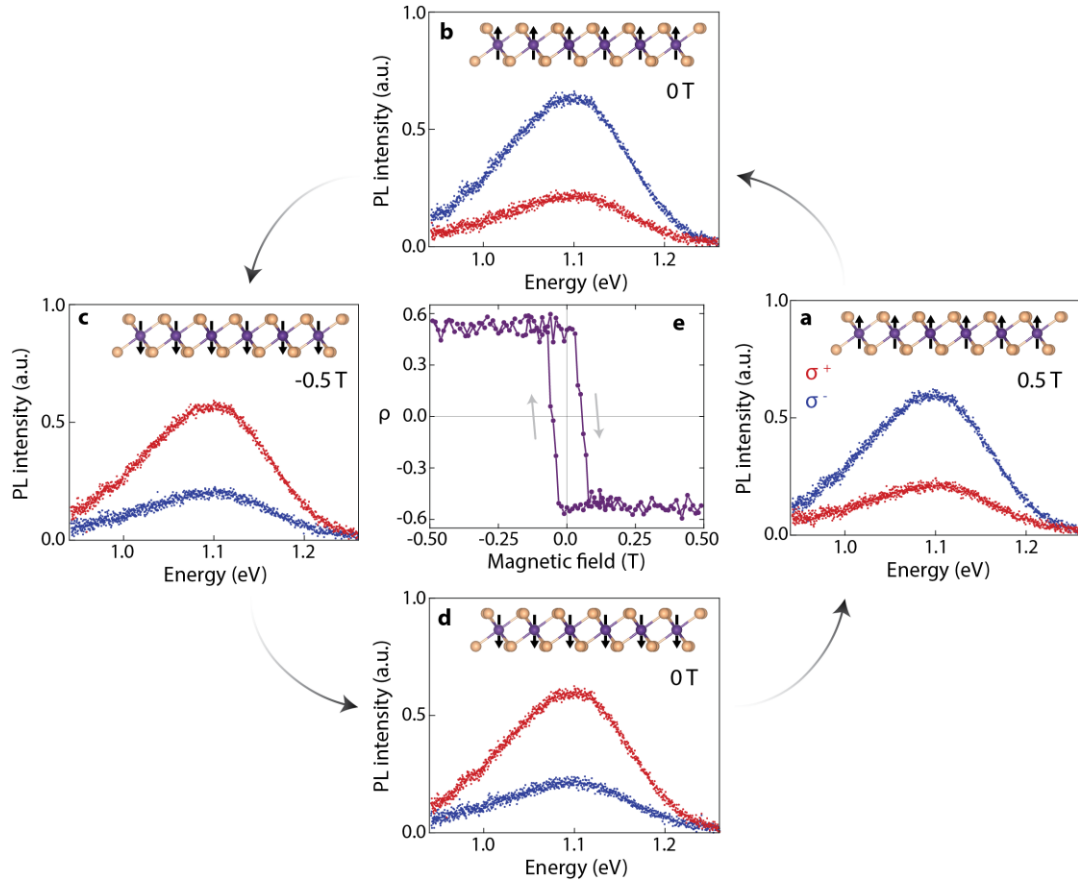 b
0 T
PL intensity (a.u.)
1.0
0.5
0.0
1.0
1.1
1.2
Energy (eV)
c
-0.5 T
PL intensity (a.u.)
1.0
0.5
0.0
1.0
1.1
1.2
Energy (eV)
e
ρ
0.6
0.3
0.0
-0.3
-0.6
-0.50
-0.25
0.00
0.25
0.50
Magnetic field (T)
a
σ+
σ-
0.5 T
PL intensity (a.u.)
1.0
0.5
0.0
1.0
1.1
1.2
Energy (eV)
d
0 T
PL intensity (a.u.)
1.0
0.5
0.0
1.0
1.1
1.2
Energy (eV)